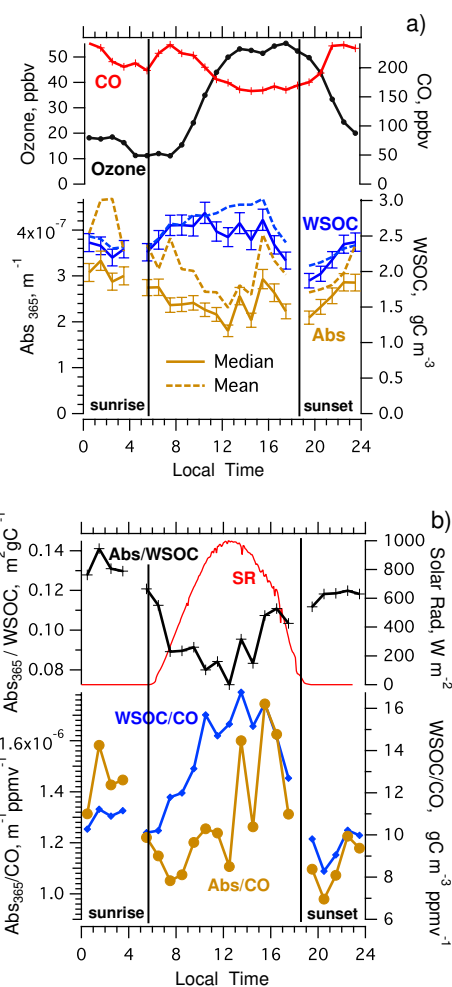 a)
50
40
30
20
10
0
Ozone, ppbv
CO
Ozone
200
150
100
50
0
CO, ppbv
4x10-7
3
2
1
0
Abs 365, m -1
WSOC
Abs
Median
Mean
sunrise
sunset
3.0
2.5
2.0
1.5
1.0
0.5
0.0
WSOC, gC m-3
0 4 8 12 16 20 24
Local Time
b)
0.14
0.12
0.10
0.08
Abs365 / WSOC, m2gC-1
Abs/WSOC
SR
1000
800
600
400
200
0
Solar Rad, W m-2
1.6x10-6
1.4
1.2
1.0
Abs365/CO, m-1ppmv-1
WSOC/CO
Abs/CO
sunrise
sunset
16
14
12
10
8
6
WSOC/CO, gC m-3 ppmv-1
0 4 8 12 16 20 24
Local Time